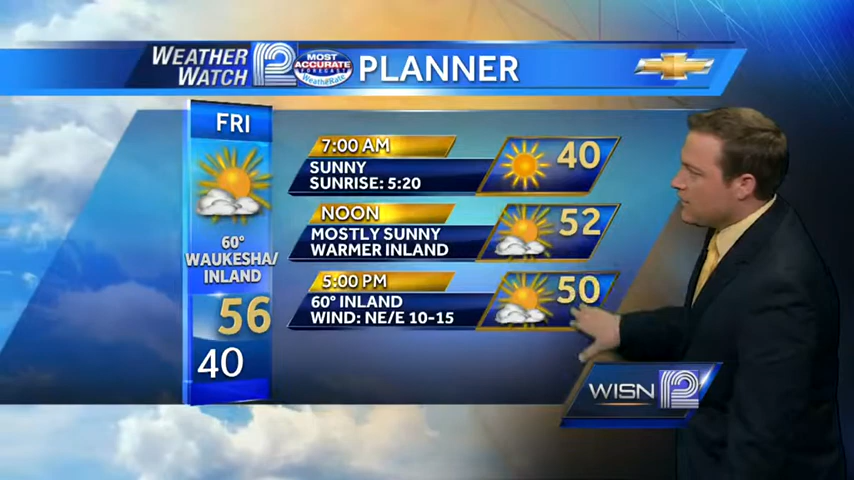 WEATHER WATCH 12
MOST ACCURATE FORECAST WeatheRate
PLANNER
FRI
60°
WAUKESHA/
INLAND
56
40
7:00 AM
SUNNY
SUNRISE: 5:20
40
NOON
MOSTLY SUNNY
WARMER INLAND
52
5:00 PM
60° INLAND
WIND: NE/E 10-15
50
WISN 12